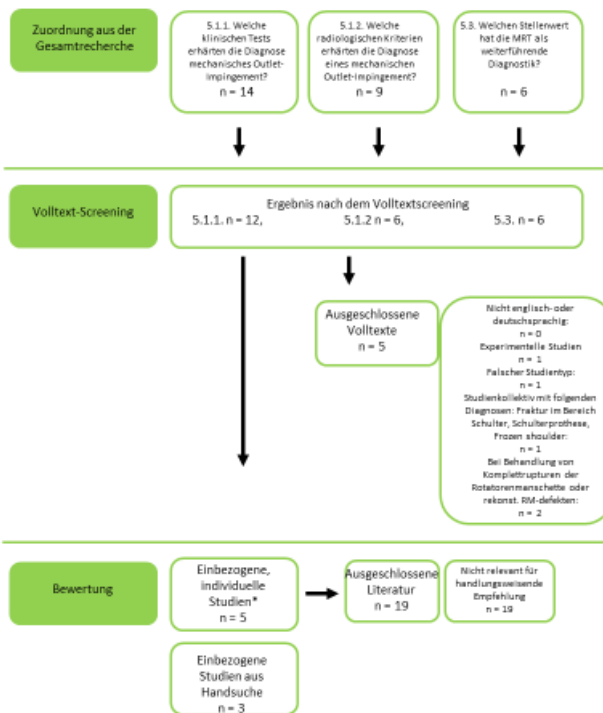 Zuordnung aus der
Gesamtrecherche
5.1.1. Welche
klinischen Tests
erhärten die Diagnose
mechanisches Outlet-
Impingement?
n = 14
5.1.2. Welche
radiologischen Kriterien
erhärten die Diagnose
eines mechanischen
Outlet-Impingement?
n = 9
5.3. Welchen Stellenwert
hat die MRT als
weiterführende
Diagnostik?
n = 6
Volltext-Screening
Ergebnis nach dem Volltextscreening
5.1.1. n = 12, 5.1.2 n = 6, 5.3. n = 6
Ausgeschlossene
Volltexte
n = 5
Nicht englisch-oder
deutschsprachig:
n = 0
Experimentelle Studien
n = 1
Falscher Studientyp:
n = 1
Studienkollektiv mit folgenden
Diagnosen: Fraktur im Bereich
Schulter, Schulterprothese,
Frozen shoulder:
n = 1
Bei Behandlung von
Komplettrupturen der
Rotatorenmanschette oder
rekonst. RM-defekten:
n = 2
Bewertung
Einbezogene,
individuelle
Studien*
n = 5
Ausgeschlossene
Literatur
n = 19
Nicht relevant für
handlungsweisende
Empfehlung
n = 19
Einbezogene
Studien aus
Handsuche
n = 3